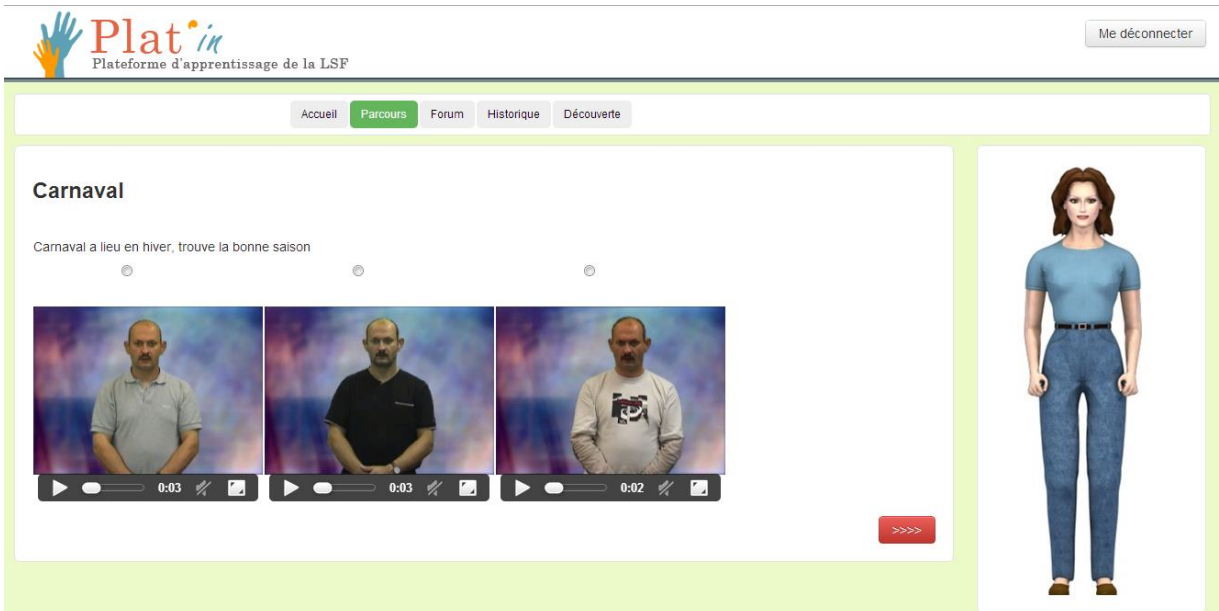 Plat'in
Plateforme d'apprentissage de la LSF
Me déconnecter
Accueil Parcours Forum Historique Découverte
Carnaval
Carnaval a lieu en hiver, trouve la bonne saison
0:03 0:03 0:02
>>>>